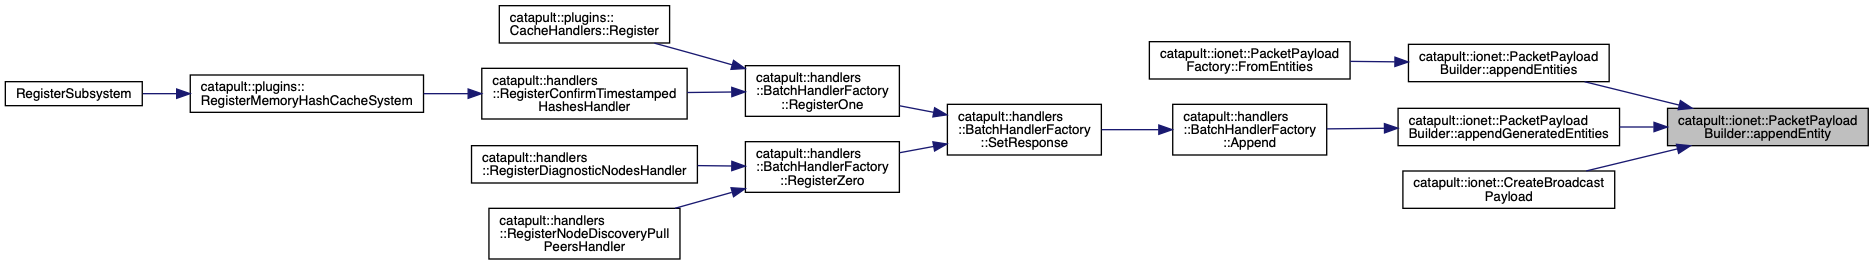 RegisterSubsystem
catapult::plugins::
RegisterMemoryHashCacheSystem
catapult::plugins::
CacheHandlers::Register
catapult::handlers
::RegisterConfirmTimestamped
HashesHandler
catapult::handlers
::RegisterDiagnosticNodesHandler
catapult::handlers
::RegisterNodeDiscoveryPull
PeersHandler
catapult::handlers
::BatchHandlerFactory
::RegisterOne
catapult::handlers
::BatchHandlerFactory
::RegisterZero
catapult::handlers
::BatchHandlerFactory
::SetResponse
catapult::ionet::PacketPayload
Factory::FromEntities
catapult::handlers
::BatchHandlerFactory
::Append
catapult::ionet::PacketPayload
Builder::appendEntities
catapult::ionet::PacketPayload
Builder::appendGeneratedEntities
catapult::ionet::CreateBroadcast
Payload
catapult::ionet::PacketPayload
Builder::appendEntity